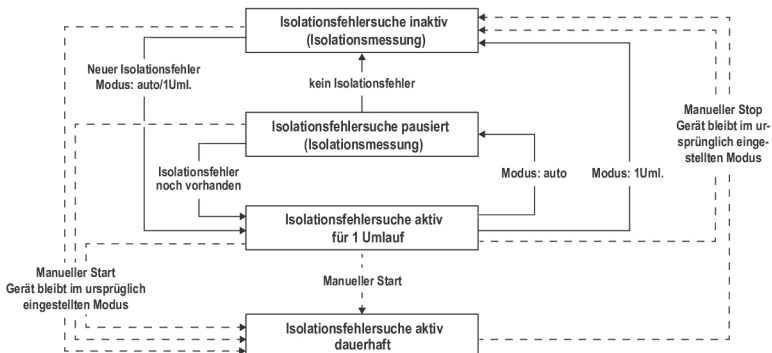 Isolationsfehlersuche inaktiv
(Isolationsmessung)
Neuer Isolationsfehler
Modus: auto/1Uml.
kein Isolationsfehler
Manueller Stop
Gerät bleibt im ur-
sprünglich einge-
stellten Modus
Isolationsfehlersuche pausiert
(Isolationsmessung)
Isolationsfehler
noch vorhanden
Modus: auto
Modus: 1Uml.
Isolationsfehlersuche aktiv
für 1 Umlauf
Manueller Start
Gerät bleibt im ursprüglich
eingestellten Modus
Manueller Start
Isolationsfehlersuche aktiv
dauerhaft